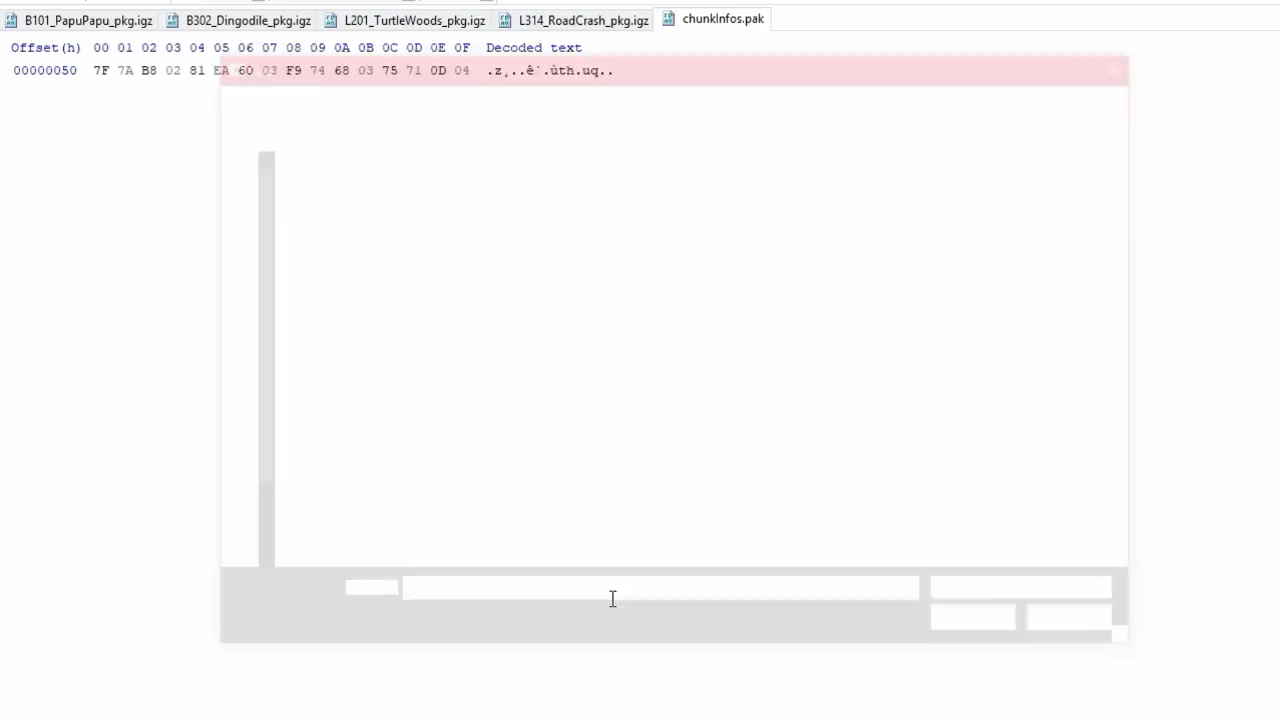 B101_PapuPapu_pkg.igz B302_Dingodile_pkg.igz L201_TurtleWoods_pkg.igz L314_RoadCrash_pkg.igz chunkInfos.pak
Offset(h) 00 01 02 03 04 05 06 07 08 09 0A 0B 0C 0D 0E 0F Decoded text
00000050 7F 7A B8 02 81 EA 60 03 F9 74 68 03 75 71 0D 04 .z¸..ê`.ùth.uq..